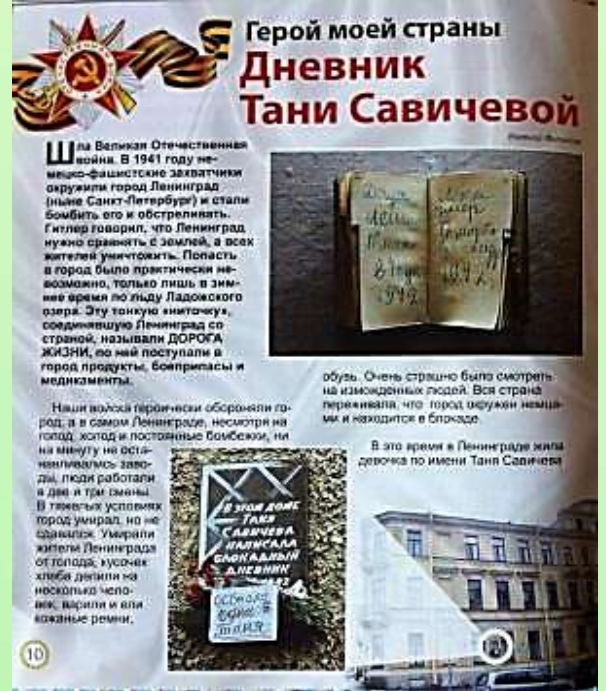 Герой моей страны
Дневник
Тани Савичевой
Шла Великая Отечественная
война. В 1941 году не-
мецко-фашистские захватчики
окружили город Ленинград
(ныне Санкт-Петербург) и стали
бомбить его и обстреливать.
Гитлер говорил, что Ленинград
нужно сравнять с землей, а всех
жителей уничтожить. Попасть
в город было практически не-
возможно, только лишь в зим-
нее время по льду Ладожского
озера. Эту тонкую «ниточку»,
соединявшую Ленинград со
страной, называли ДОРОГА
ЖИЗНИ, по ней поступали в
город продукты, боеприпасы и
медикаменты.
Наши войска героически обороняли го-
род, а в самом Ленинграде, несмотря на
голод, холод и постоянные бомбежки, ни
на минуту не оста-
навливались заво-
ды, люди работали
в две и три смены.
В тяжелых условиях
город умирал, но не
сдавался. Умирали
жители Ленинграда
от голода, кусочек
хлеба делили на
несколько чело-
век, варили и ели
кожаные ремни,
обувь. Очень страшно было смотреть
на изможденных людей. Вся страна
переживала, что город окружен немца-
ми и находится в блокаде.
В это время в Ленинграде жила
девочка по имени Таня Савичева
Лека
в 1942
умер
1942
В этом доме
Таня
Савичева
написала
блокадный
дневник
осталась
одна
Таня
10